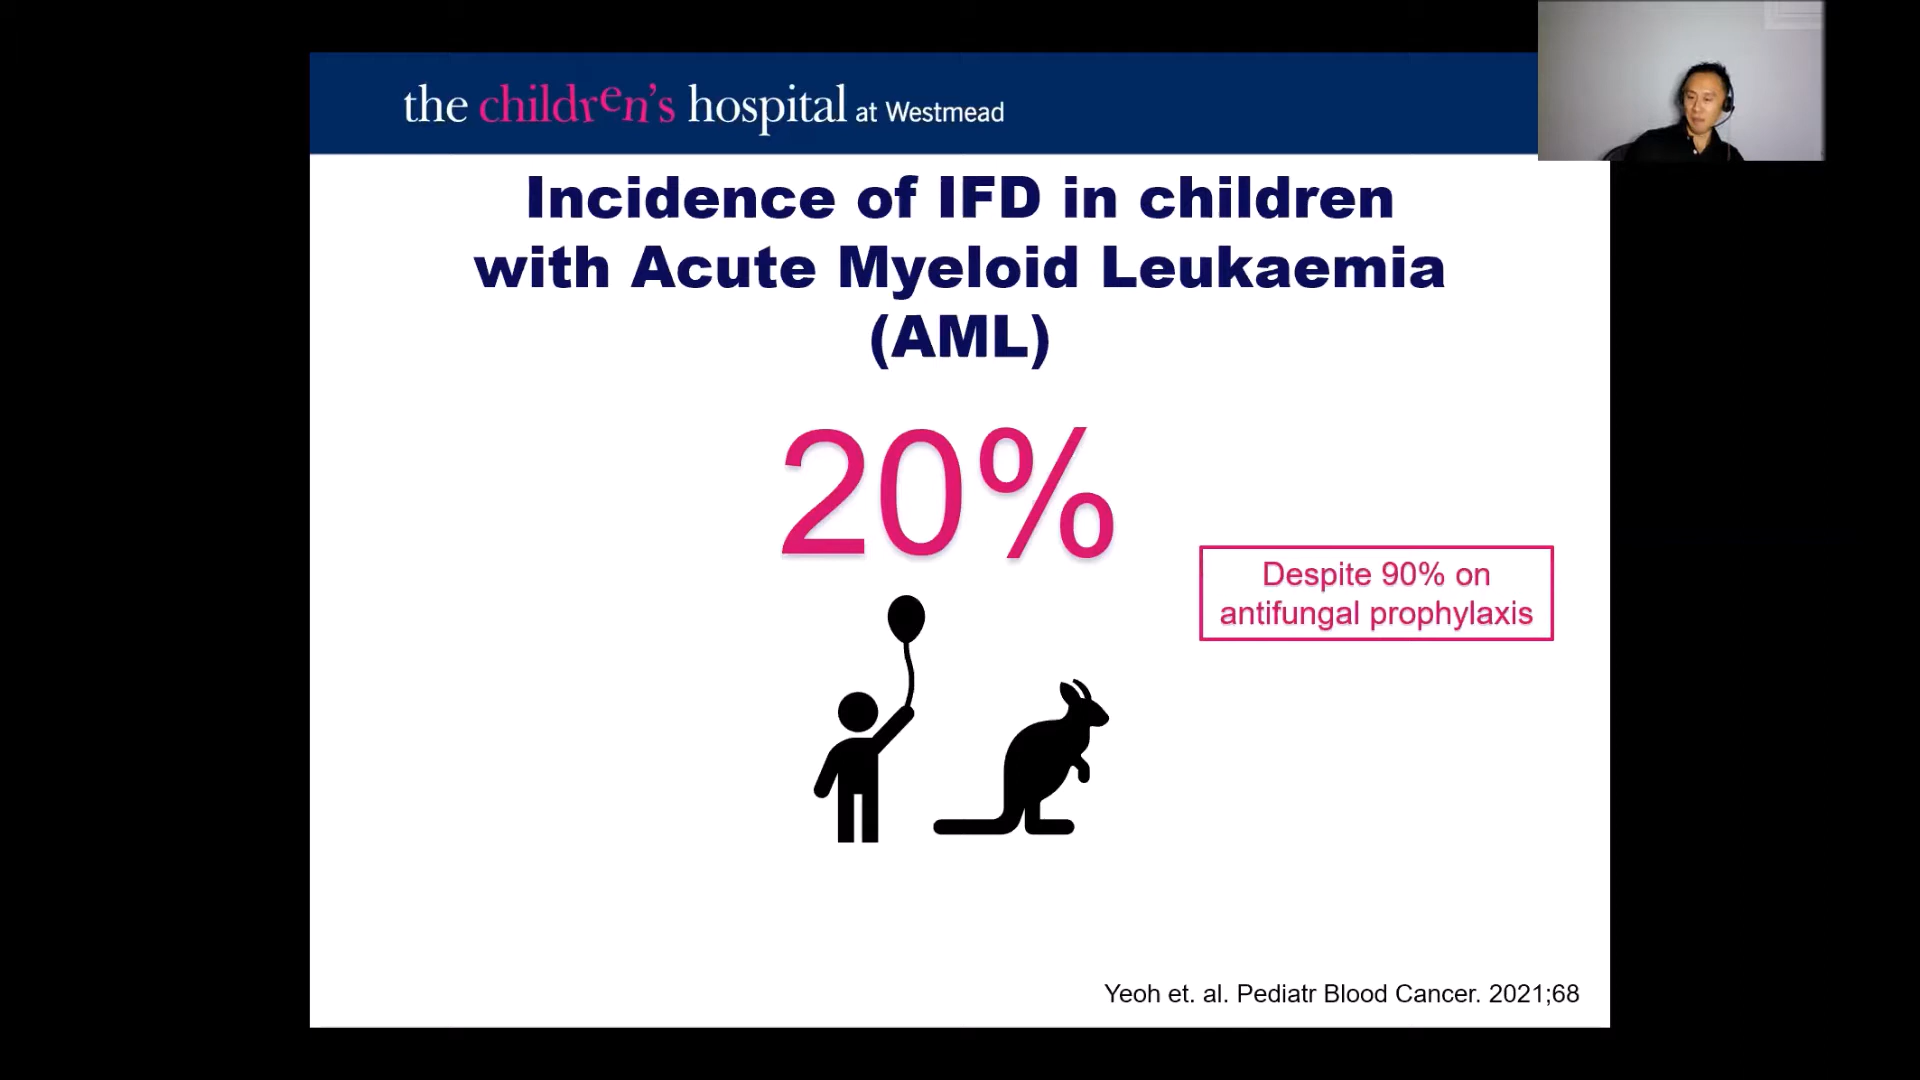 the children's hospital at Westmead
Incidence of IFD in children
with Acute Myeloid Leukaemia
(AML)
20%
Despite 90% on
antifungal prophylaxis
Yeoh et. al. Pediatr Blood Cancer. 2021;68